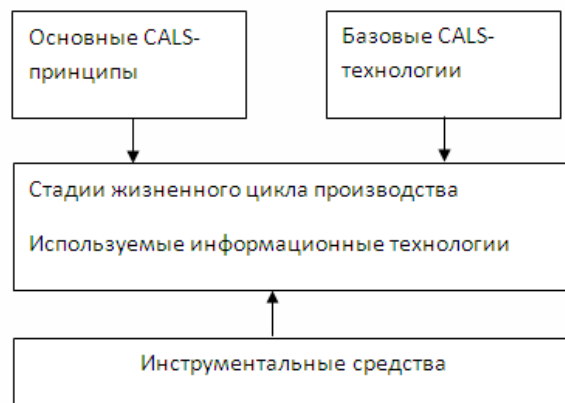 Основные CALS-
принципы
Базовые CALS-
технологии
Стадии жизненного цикла производства
Используемые информационные технологии
Инструментальные средства